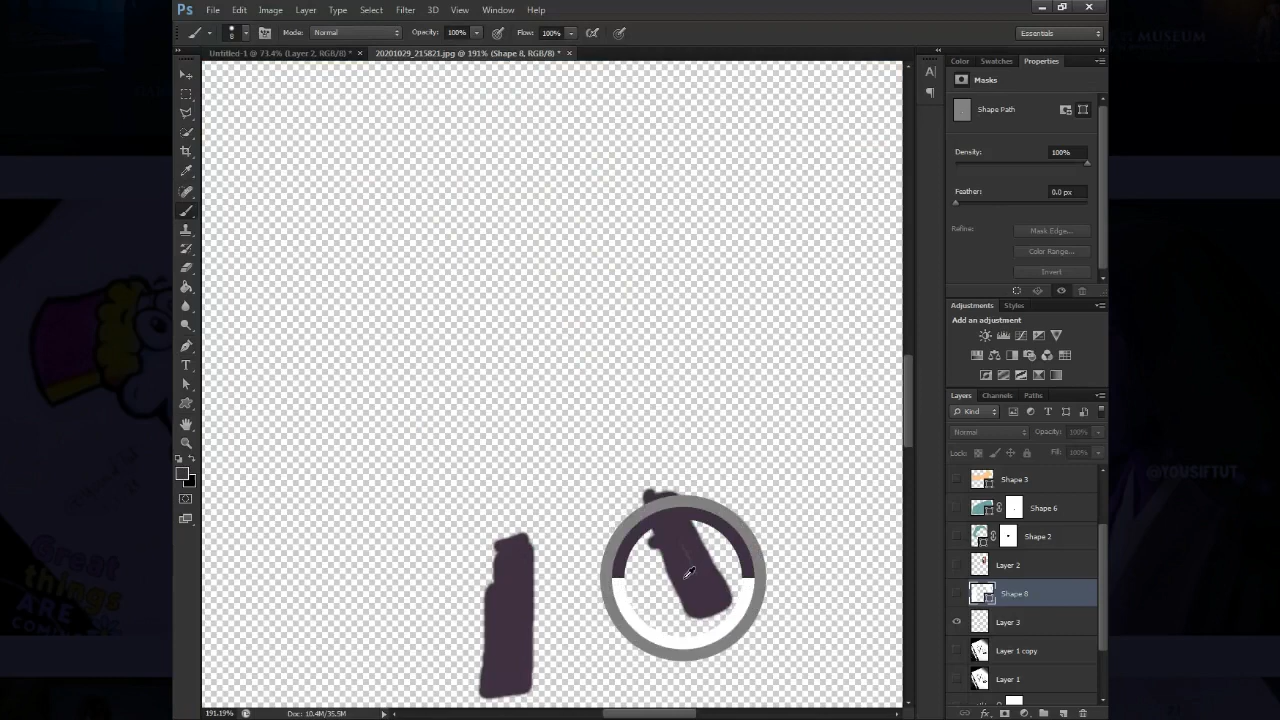 Ps File Edit Image Layer Type Select Filter 3D View Window Help
8 Mode: Normal Opacity: 100% Flow: 100% Essentials
Untitled-1 @ 73.4% (Layer 2, RGB/8) * × 20201029_215821.jpg @ 191% (Shape 8, RGB/8) * ×
Color Swatches Properties
Masks
Shape Path
Density: 100%
Feather: 0.0 px
Refine: Mask Edge...
Color Range...
Invert
Adjustments Styles
Add an adjustment
Layers Channels Paths
Kind
Normal Opacity: 100%
Lock: Fill: 100%
Shape 3
Shape 6
Shape 2
Layer 2
Shape 8
Layer 3
Layer 1 copy
Layer 1
191.19% Doc: 10.4M/35.5M
MUSEUM
@YOUSIFTUT
Great
things
ARE